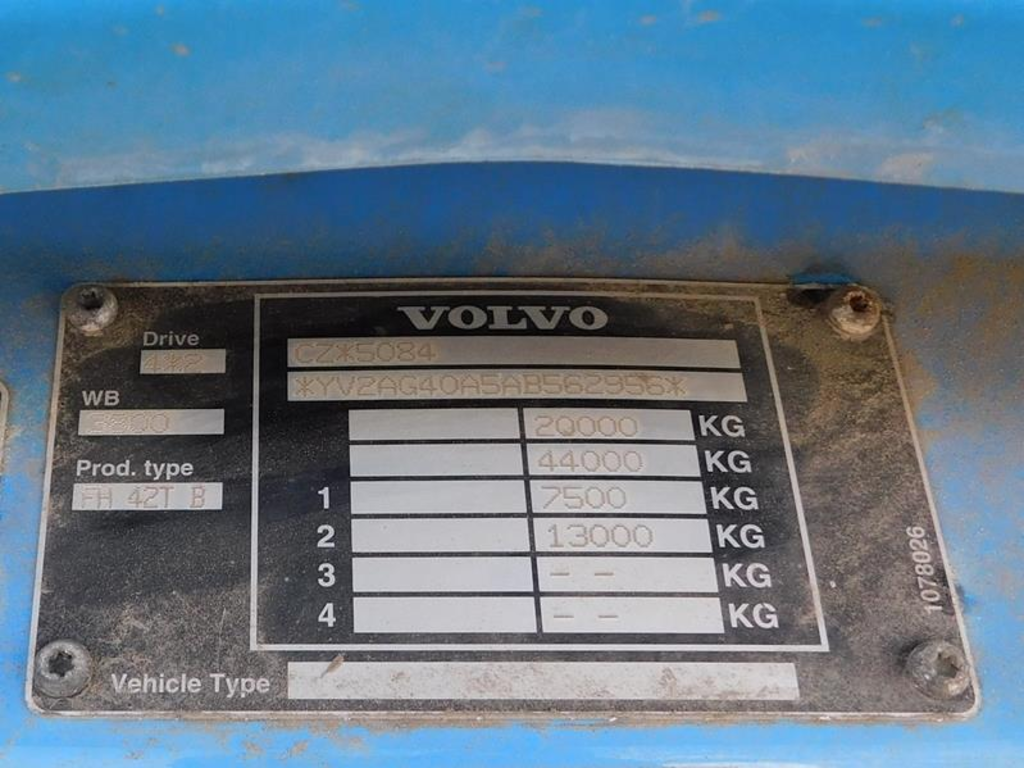 VOLVO
Drive
4*2
CZ*5084
*YV2AG40A5AB562956*
WB
20000 KG
44000 KG
Prod. type
FH 42T B
1 7500 KG
2 13000 KG
3 - - KG
4 - - KG
1078026
Vehicle Type